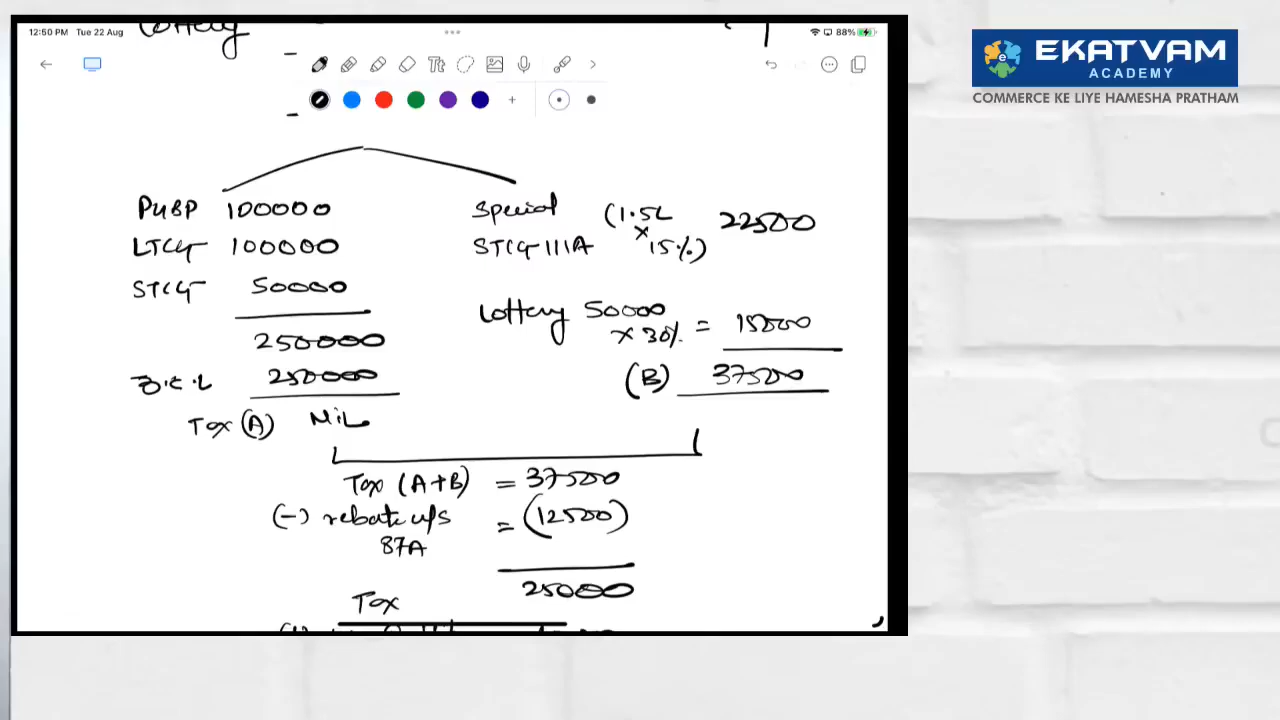 12:50 PM Tue 22 Aug
88%
Lottery
EKATVAM
ACADEMY
COMMERCE KE LIYE HAMESHA PRATHAM
PGBP 100000
LTCG 100000
STCG 50000
250000
250000
Tax (A) NIL
Special
STCG 111A (1.5L × 15%) 22500
Lottery 50000
× 30% = 15000
(B) 37500
Tax (A+B) = 37500
(-) rebate u/s = (12500)
87A
25000
Tax